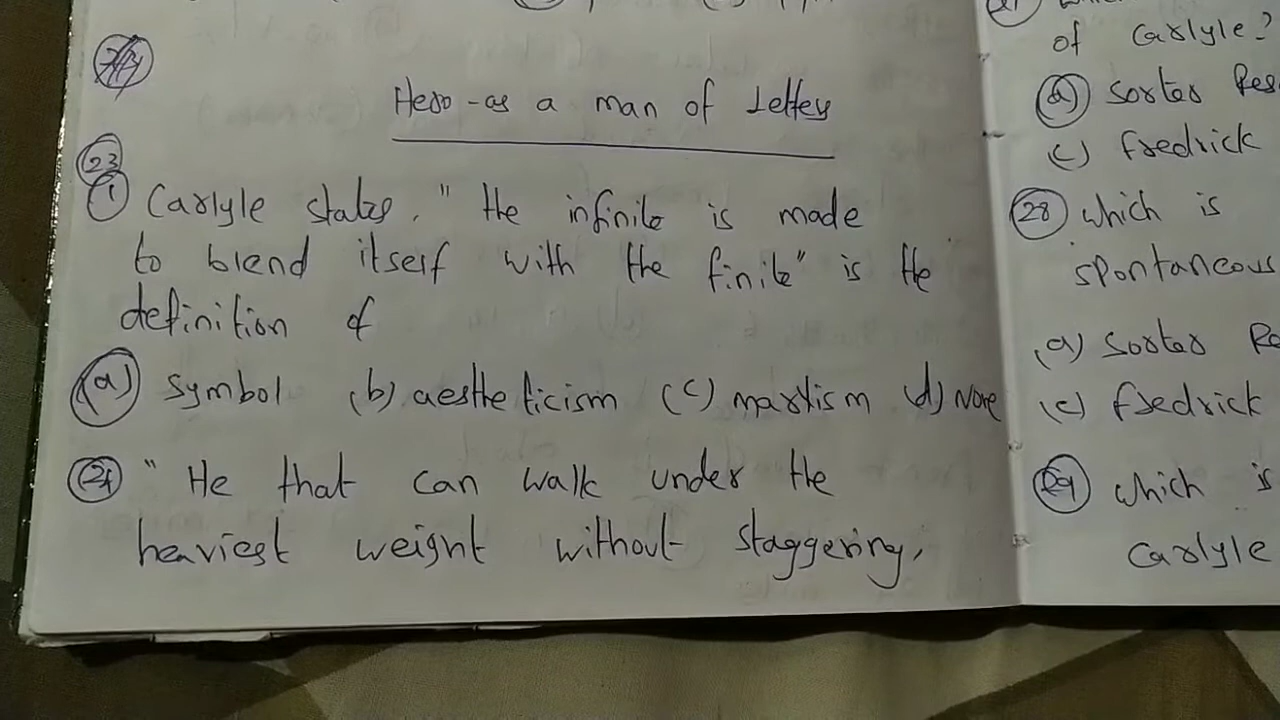 Hero - as a man of Letters
23
1 Carlyle states, "the infinite is made
to blend itself with the finite" is the
definition of
(a) symbol (b) aestheticism (c) marxism (d) None
24 "He that can walk under the
heaviest weight without staggering,
of Carlyle?
(a) Sorter Res
(c) fredrick
28 which is
spontaneous
(a) Sorter Re
(c) fredrick
29 which is
Carlyle